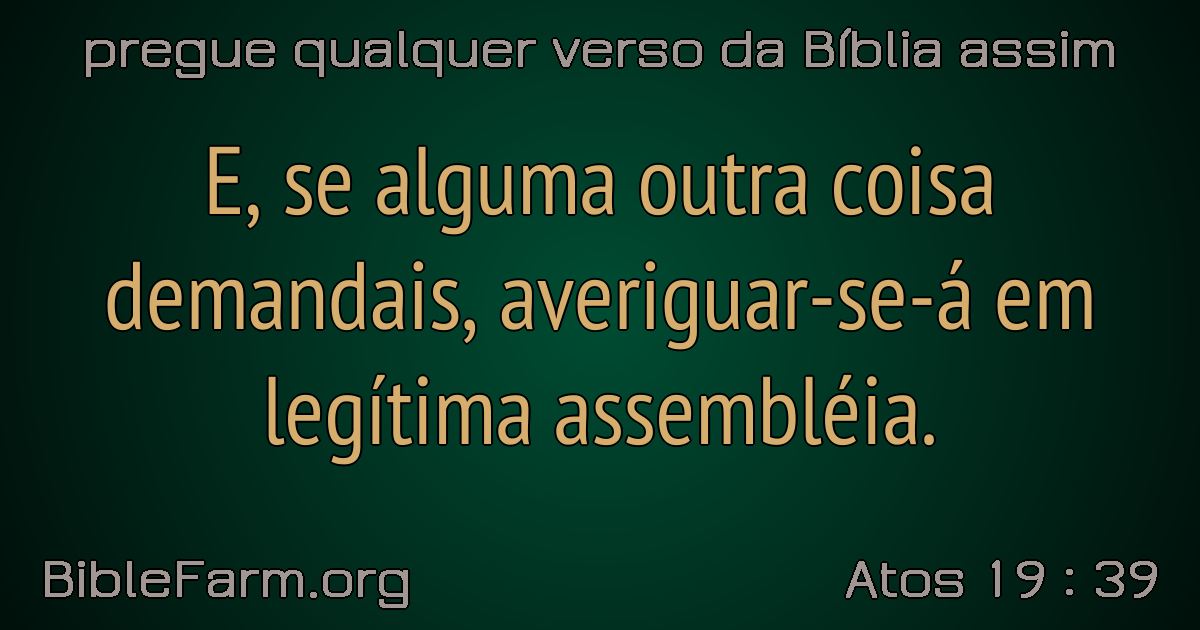 pregue qualquer verso da Bíblia assim
E, se alguma outra coisa
demandais, averiguar-se-á em
legítima assembléia.
BibleFarm.org
Atos 19 : 39